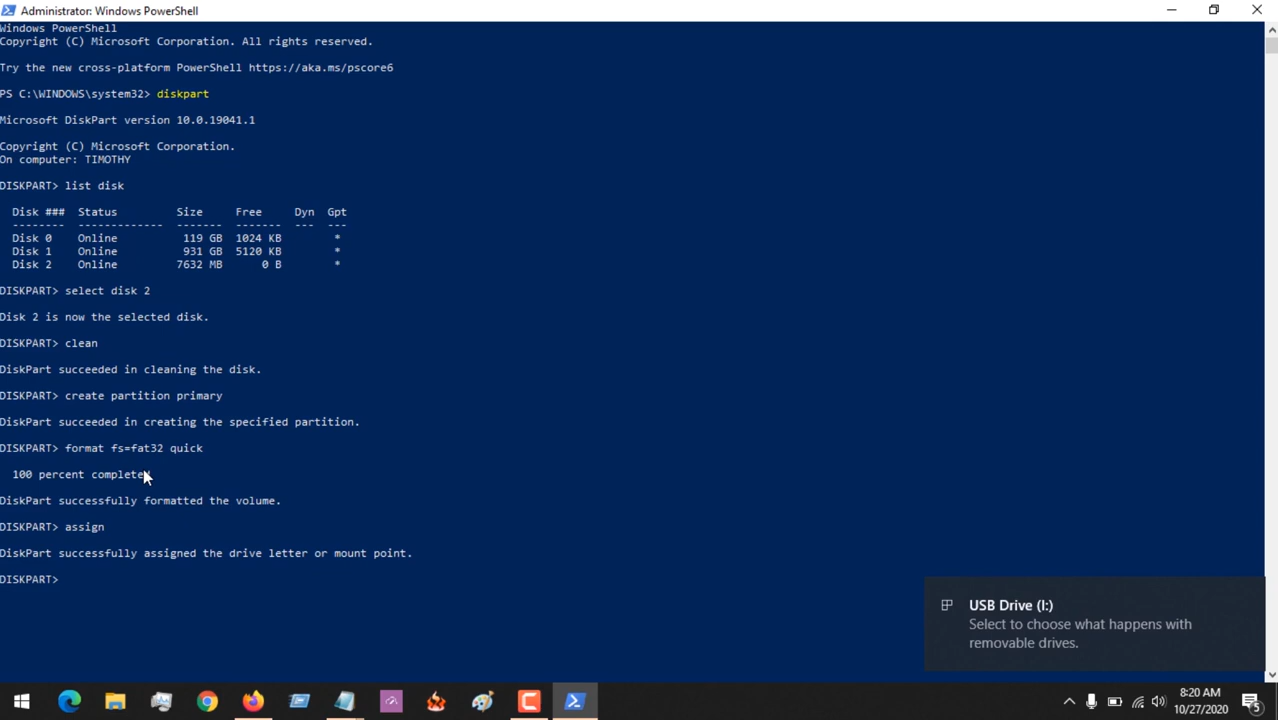 Administrator: Windows PowerShell
Windows PowerShell
Copyright (C) Microsoft Corporation. All rights reserved.
Try the new cross-platform PowerShell https://aka.ms/pscore6
PS C:\WINDOWS\system32> diskpart
Microsoft DiskPart version 10.0.19041.1
Copyright (C) Microsoft Corporation.
On computer: TIMOTHY
DISKPART> list disk
Disk ### Status Size Free Dyn Gpt
-------- ------------- ------- ------- --- ---
Disk 0 Online 119 GB 1024 KB *
Disk 1 Online 931 GB 5120 KB *
Disk 2 Online 7632 MB 0 B *
DISKPART> select disk 2
Disk 2 is now the selected disk.
DISKPART> clean
DiskPart succeeded in cleaning the disk.
DISKPART> create partition primary
DiskPart succeeded in creating the specified partition.
DISKPART> format fs=fat32 quick
100 percent completed
DiskPart successfully formatted the volume.
DISKPART> assign
DiskPart successfully assigned the drive letter or mount point.
DISKPART>
USB Drive (I:)
Select to choose what happens with
removable drives.
8:20 AM
10/27/2020
5